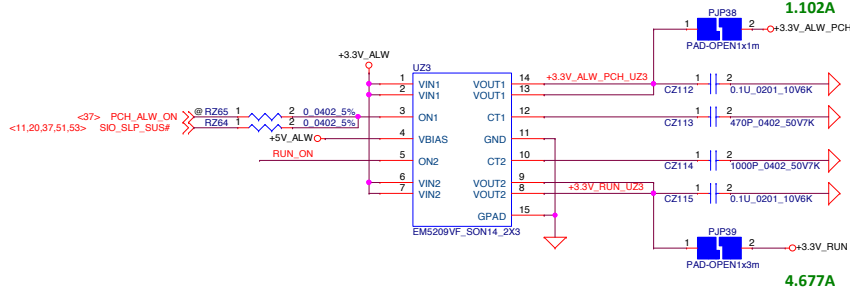 1.102A
PJP38
1 2 +3.3V_ALW_PCH
PAD-OPEN1x1m
+3.3V_ALW
UZ3
1 VIN1 VOUT1 14 +3.3V_ALW_PCH_UZ3
2 VIN1 VOUT1 13
CZ112 1 2 0.1U_0201_10V6K
<37> PCH_ALW_ON @ RZ65 1 2 0_0402_5%
<11,20,37,51,53> SIO_SLP_SUS# RZ64 1 2 0_0402_5%
3 ON1 CT1 12
CZ113 1 2 470P_0402_50V7K
+5V_ALW 4 VBIAS GND 11
RUN_ON 5 ON2 CT2 10
CZ114 1 2 1000P_0402_50V7K
6 VIN2 VOUT2 9
7 VIN2 VOUT2 8 +3.3V_RUN_UZ3
CZ115 1 2 0.1U_0201_10V6K
GPAD 15
EM5209VF_SON14_2X3
PJP39
1 2 +3.3V_RUN
PAD-OPEN1x3m
4.677A